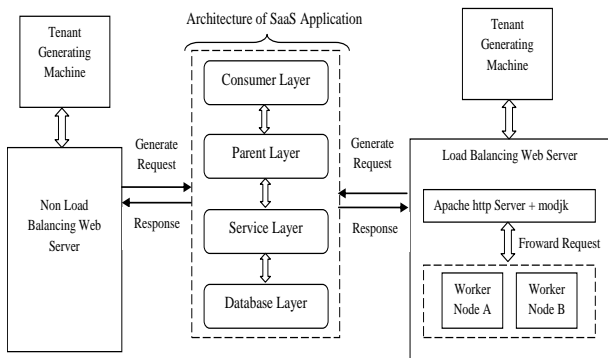 Architecture of SaaS Application
Tenant
Generating
Machine
Non Load
Balancing Web
Server
Generate
Request
Response
Consumer Layer
Parent Layer
Service Layer
Database Layer
Generate
Request
Response
Tenant
Generating
Machine
Load Balancing Web Server
Apache http Server + modjk
Froward Request
Worker
Node A
Worker
Node B